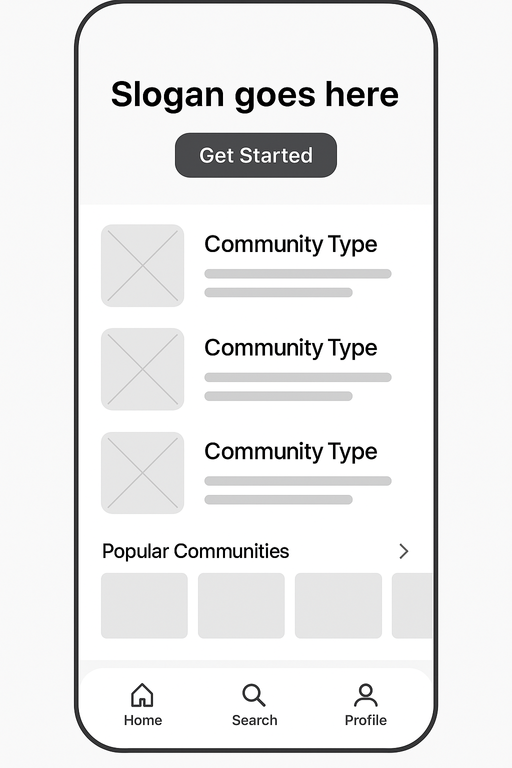 Slogan goes here
Get Started
Community Type
Community Type
Community Type
Popular Communities
Home
Search
Profile